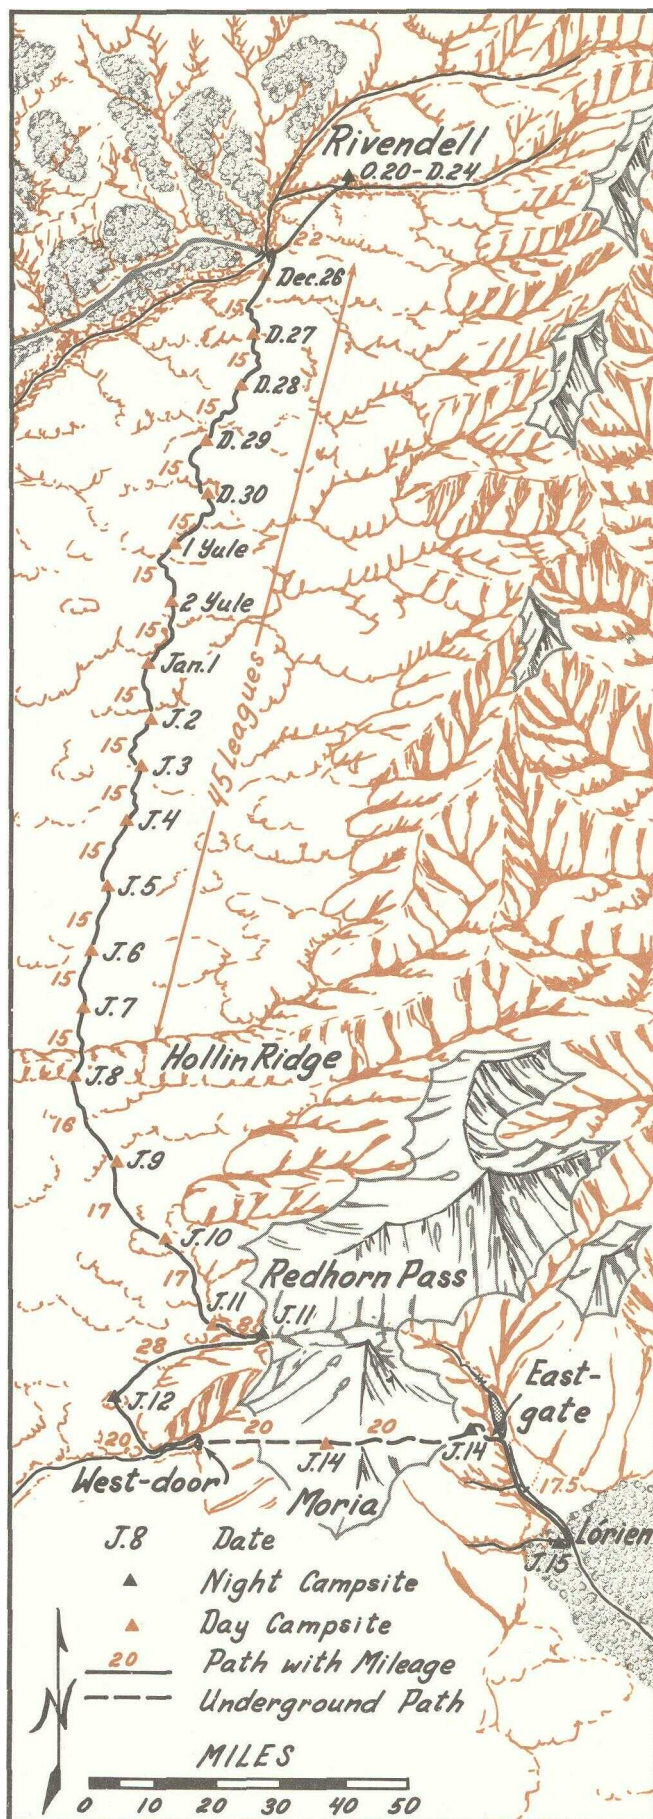 Rivendell
O.20-D.24
22
Dec.26
15
D.27
15
D.28
15
D.29
15
D.30
15
1 Yule
15
2 Yule
15
Jan.1
15
J.2
45 Leagues
15
J.3
15
J.4
15
J.5
15
J.6
15
J.7
15
Hollin Ridge
J.8
16
J.9
17
J.10
17
Redhorn Pass
J.11
J.11
8
28
East-
gate
J.12
20
20
20
J.14
J.14
West-door
17.5
Moria
Lórien
J.15
J.8 Date
Night Campsite
Day Campsite
20 Path with Mileage
Underground Path
N
MILES
0 10 20 30 40 50